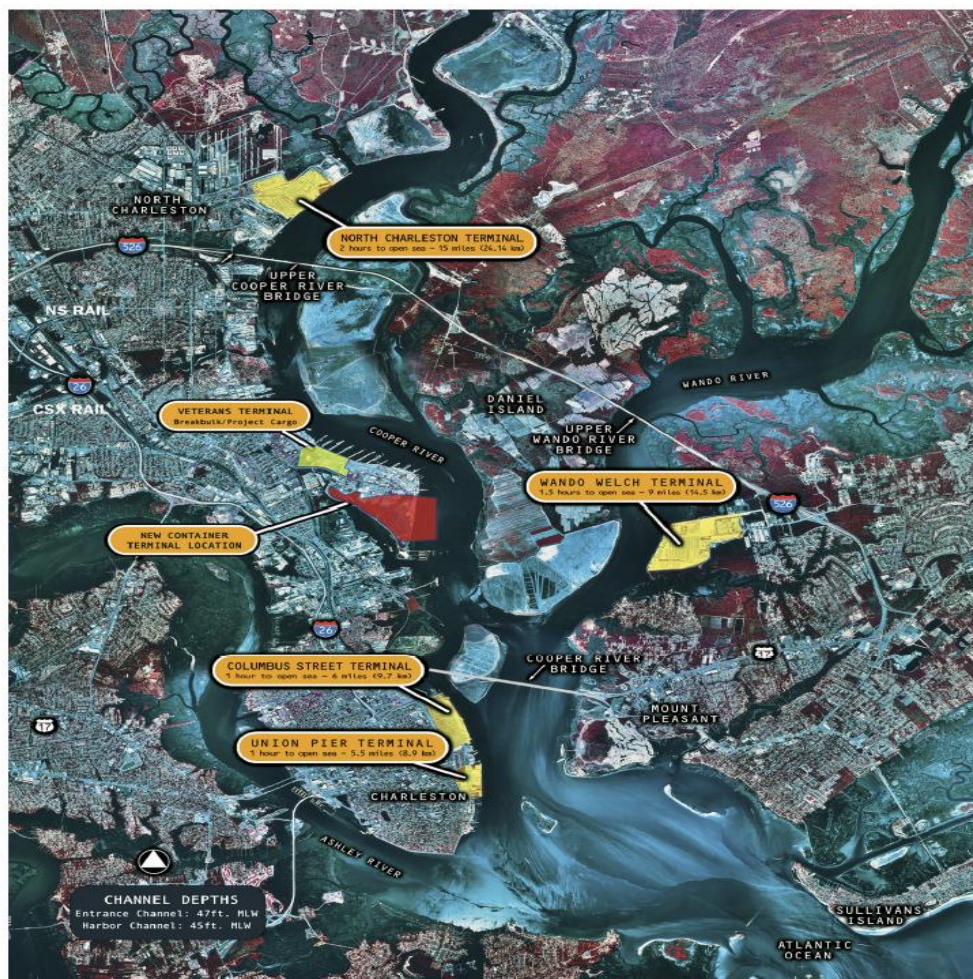 NORTH
CHARLESTON
NORTH CHARLESTON TERMINAL
2 hours to open sea – 15 miles (24.14 km)
526
UPPER
COOPER RIVER
BRIDGE
NS RAIL
26
CSX RAIL
VETERANS TERMINAL
Breakbulk/Project Cargo
COOPER RIVER
DANIEL
ISLAND
WANDO RIVER
UPPER
WANDO RIVER
BRIDGE
WANDO WELCH TERMINAL
1.5 hours to open sea – 9 miles (14.5 km)
526
NEW CONTAINER
TERMINAL LOCATION
26
COLUMBUS STREET TERMINAL
1 hour to open sea – 6 miles (9.7 km)
COOPER RIVER
BRIDGE
17
MOUNT
PLEASANT
17
UNION PIER TERMINAL
1 hour to open sea – 5.5 miles (8.9 km)
CHARLESTON
ASHLEY RIVER
CHANNEL DEPTHS
Entrance Channel: 47ft. MLW
Harbor Channel: 45ft. MLW
SULLIVANS
ISLAND
ATLANTIC
OCEAN